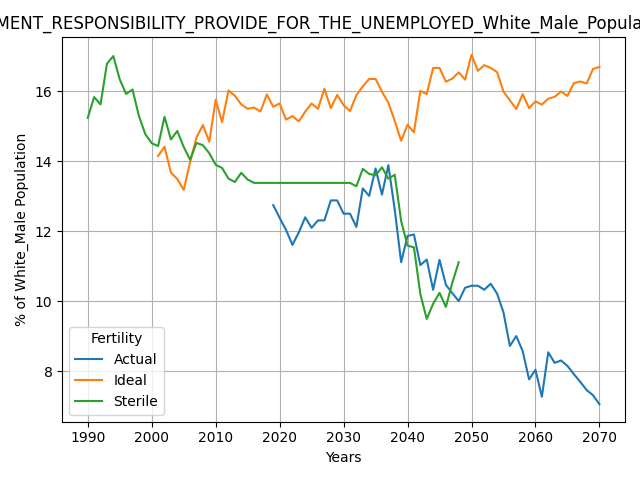 MENT_RESPONSIBILITY_PROVIDE_FOR_THE_UNEMPLOYED_White_Male_Popula
% of White_Male Population
16
14
12
10
8
Fertility
Actual
Ideal
Sterile
1990 2000 2010 2020 2030 2040 2050 2060 2070
Years